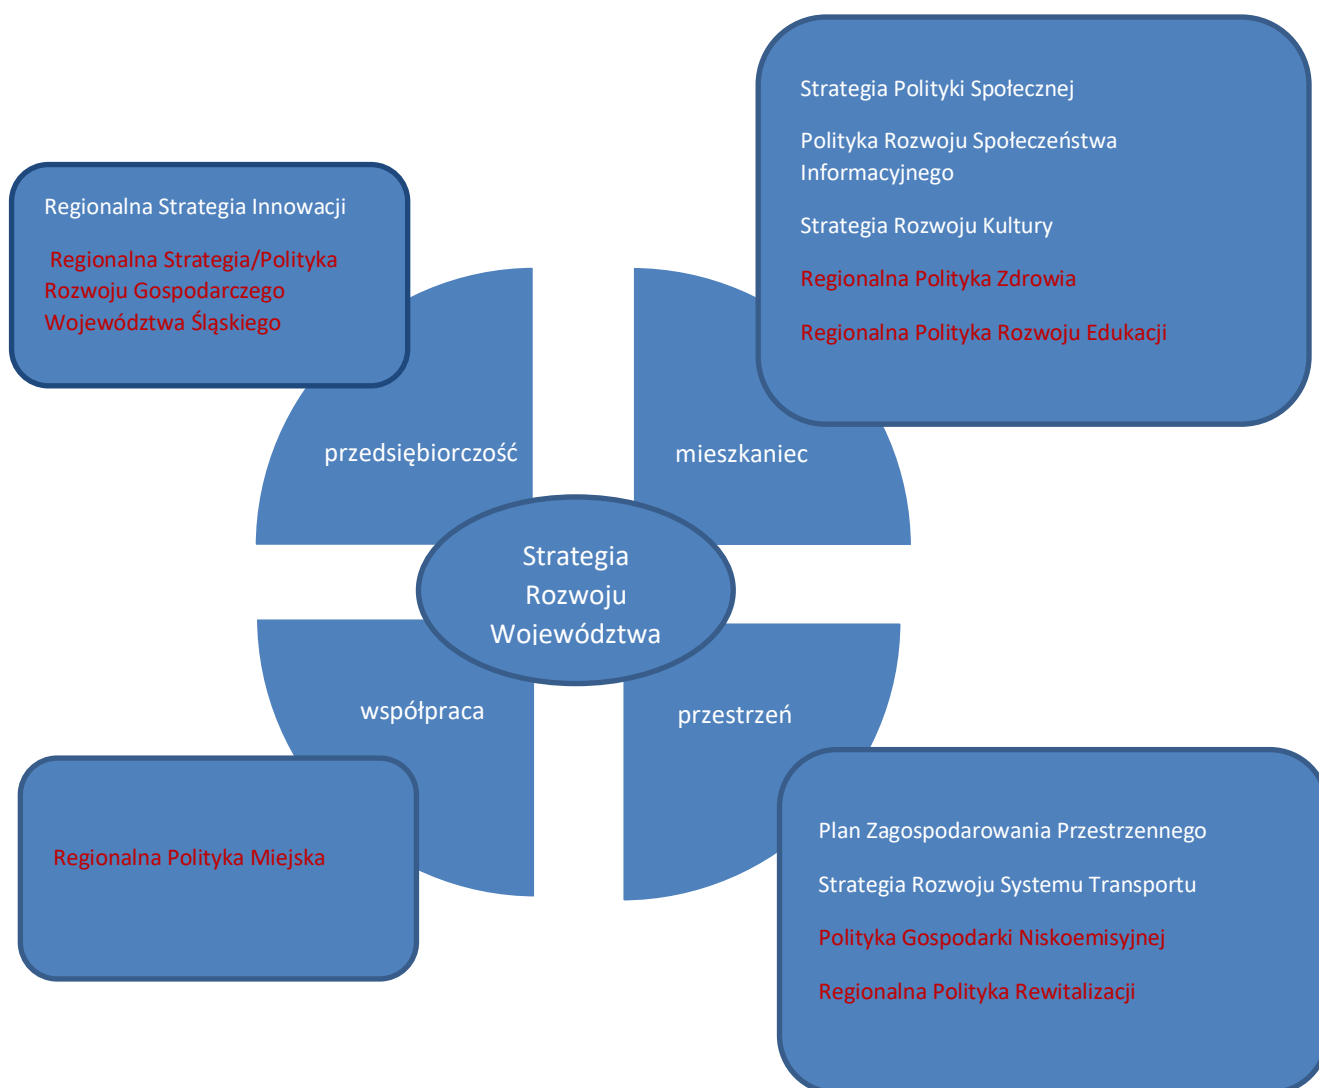 Strategia Polityki Społecznej
Polityka Rozwoju Społeczeństwa
Informacyjnego
Strategia Rozwoju Kultury
Regionalna Polityka Zdrowia
Regionalna Polityka Rozwoju Edukacji
Regionalna Strategia Innowacji
Regionalna Strategia/Polityka
Rozwoju Gospodarczego
Województwa Śląskiego
przedsiębiorczość
mieszkaniec
Strategia
Rozwoju
Województwa
współpraca
przestrzeń
Regionalna Polityka Miejska
Plan Zagospodarowania Przestrzennego
Strategia Rozwoju Systemu Transportu
Polityka Gospodarki Niskoemisyjnej
Regionalna Polityka Rewitalizacji